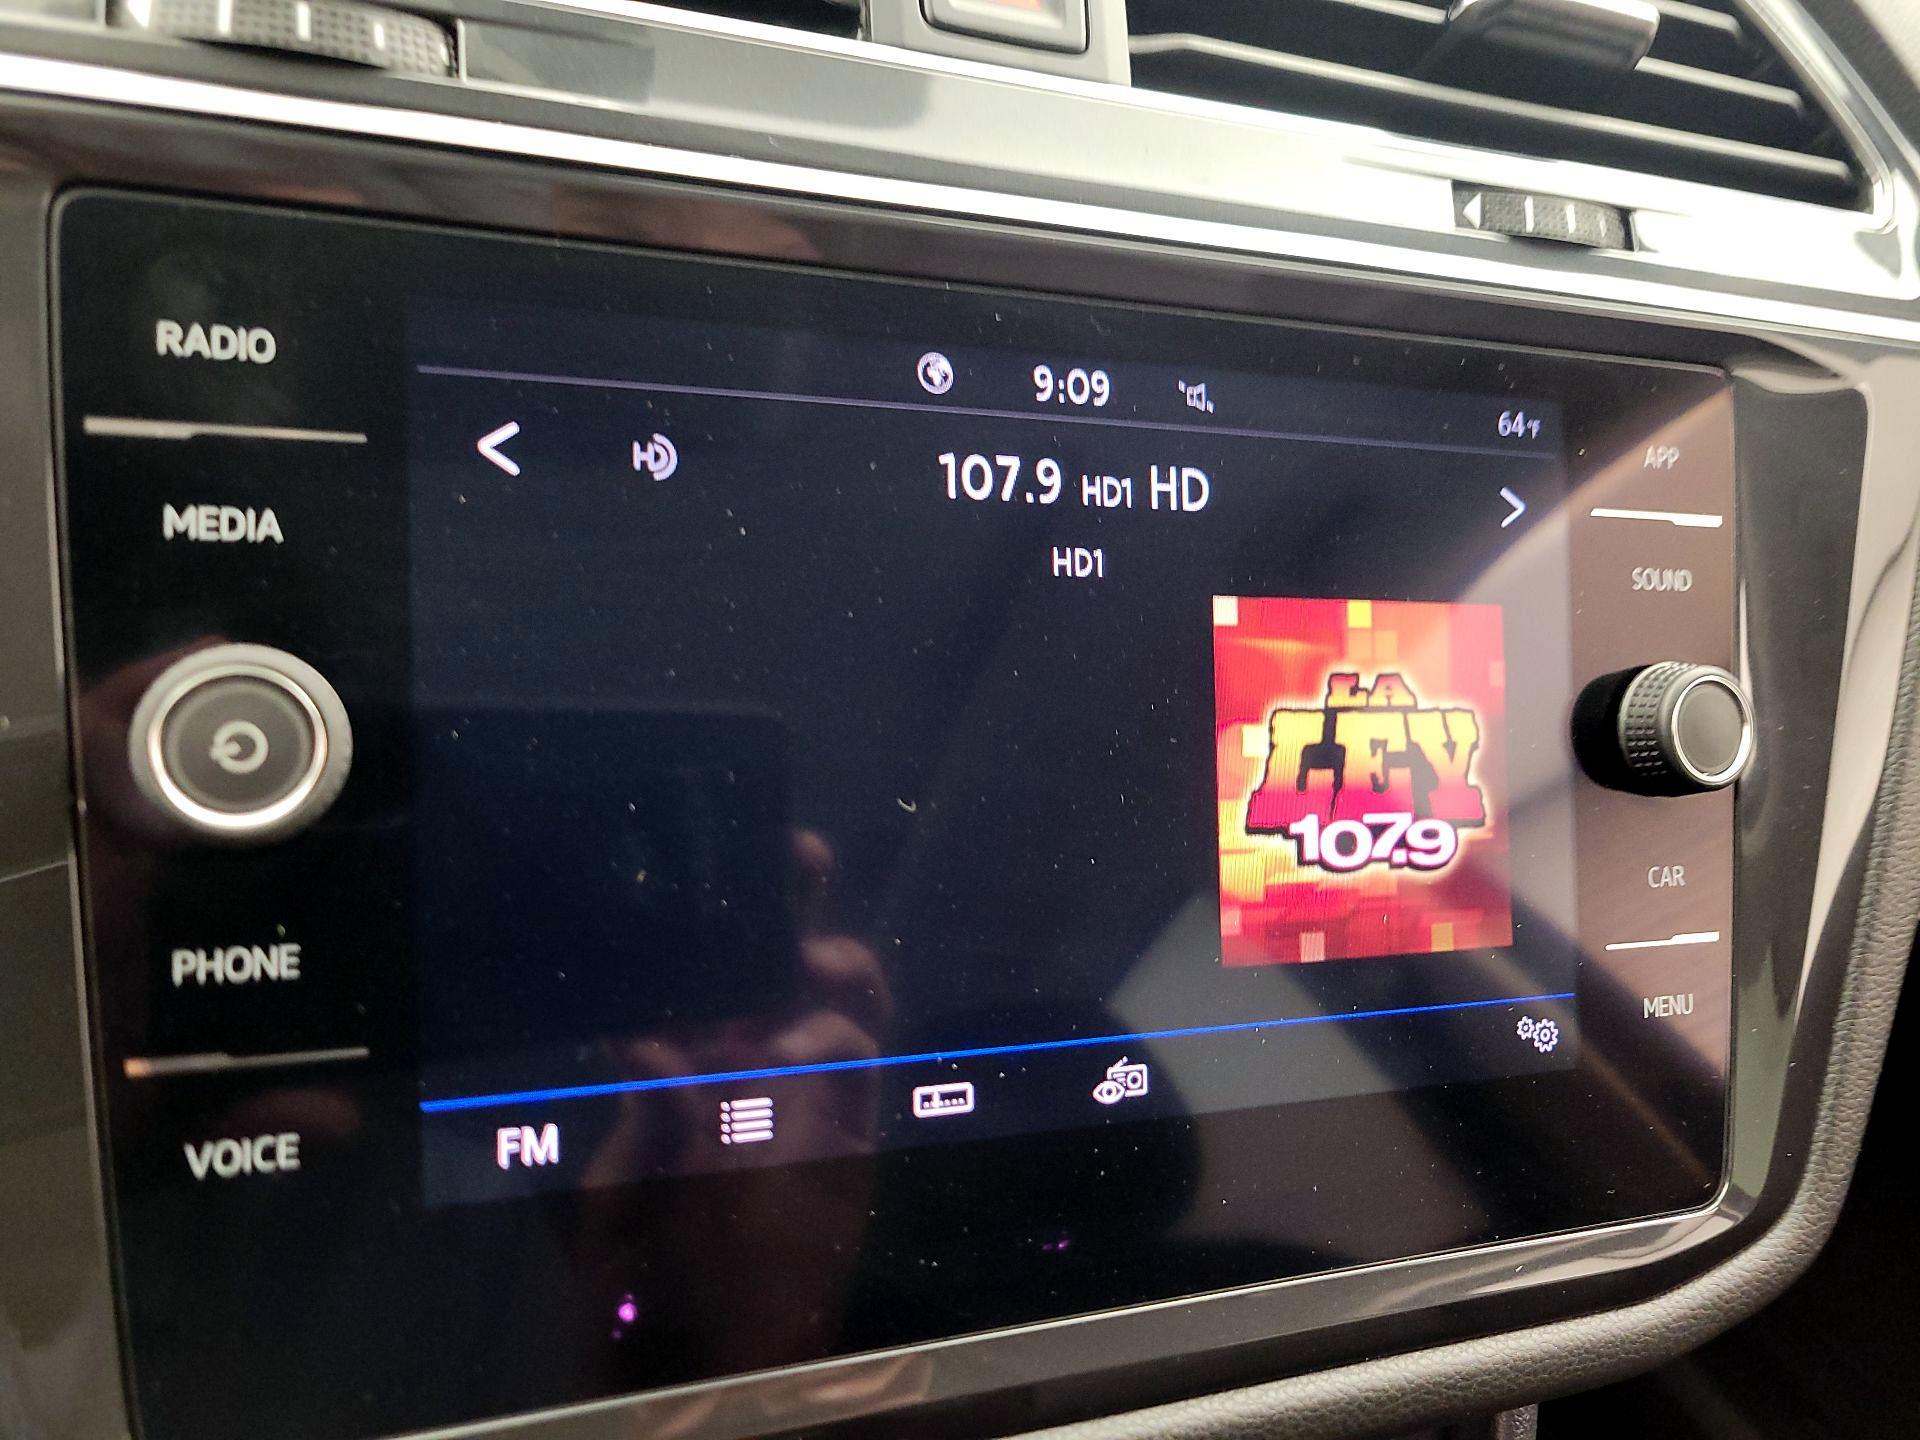 RADIO
MEDIA
PHONE
VOICE
9:09
64°F
107.9 HD1 HD
HD1
LA
LEY
107.9
FM
APP
SOUND
CAR
MENU